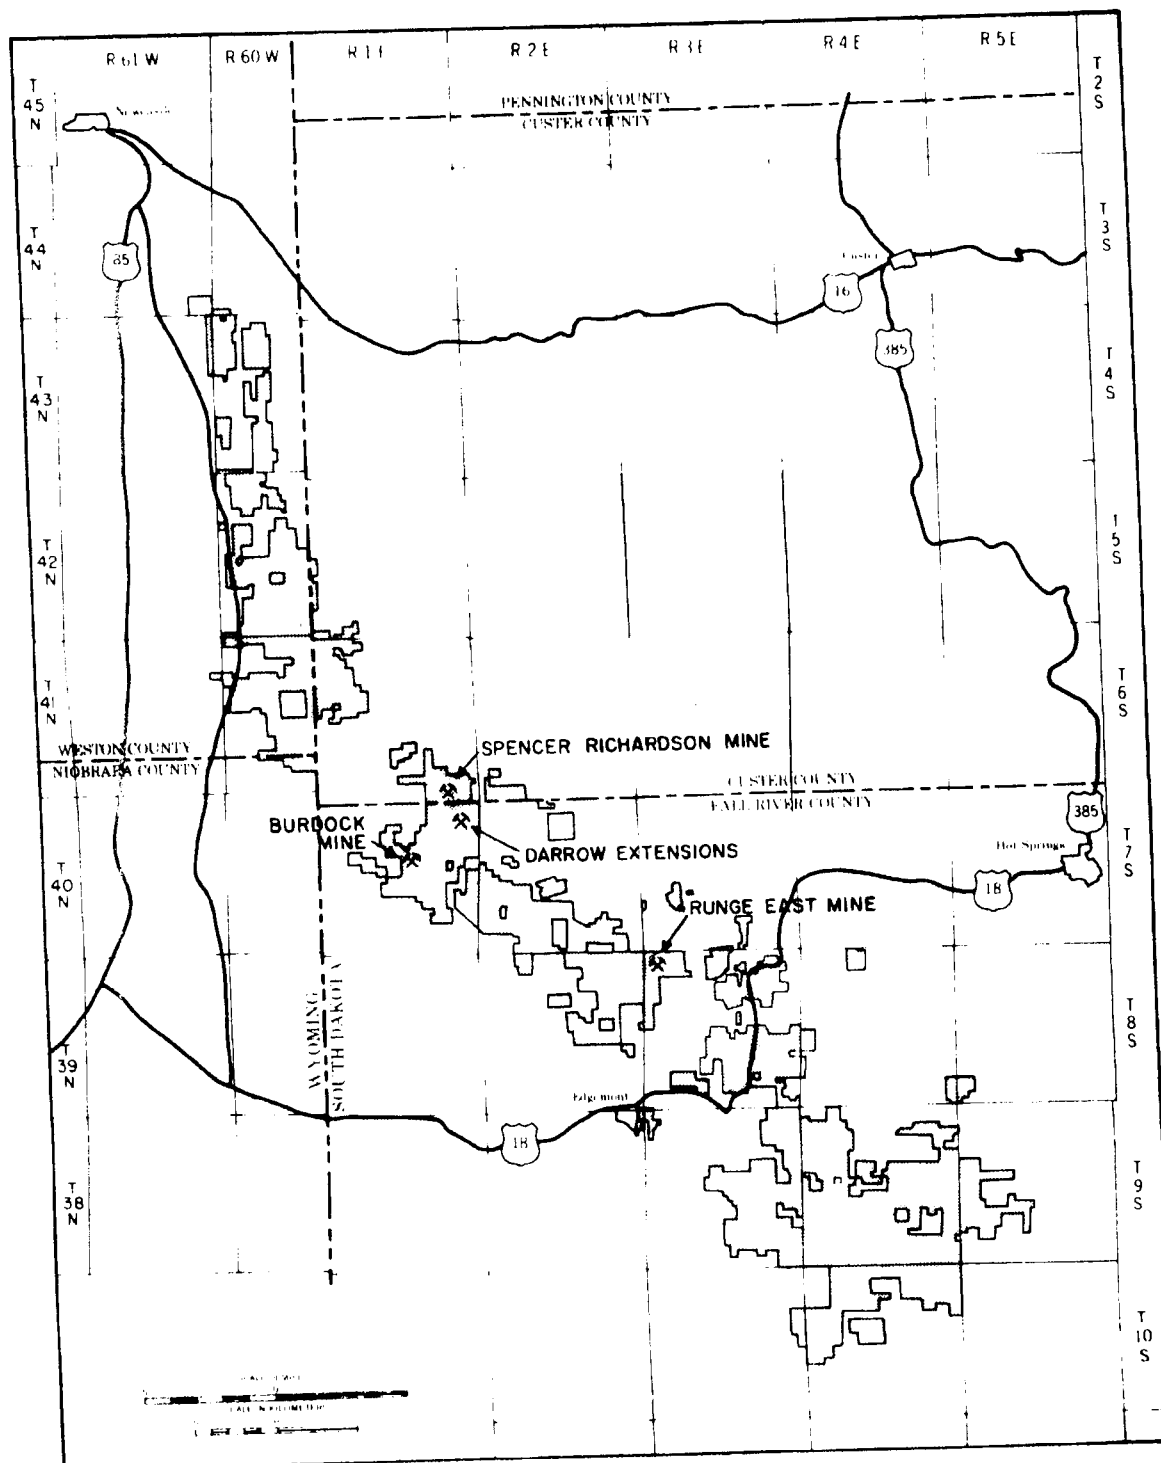 R 61 W
R 60 W
R 1 E
R 2 E
R 3 E
R 4 E
R 5 E
T
45
N
Newcastle
PENNINGTON COUNTY
CUSTER COUNTY
T
2
S
T
44
N
85
Custer
16
385
T
3
S
T
43
N
T
4
S
T
42
N
T
5
S
T
41
N
T
6
S
WESTON COUNTY
NIOBRARA COUNTY
SPENCER RICHARDSON MINE
CUSTER COUNTY
FALL RIVER COUNTY
BURDOCK
MINE
DARROW EXTENSIONS
385
Hot Springs
T
7
S
T
40
N
18
RUNGE EAST MINE
WYOMING
SOUTH DAKOTA
T
8
S
T
39
N
Edgemont
18
T
38
N
T
9
S
T
10
S